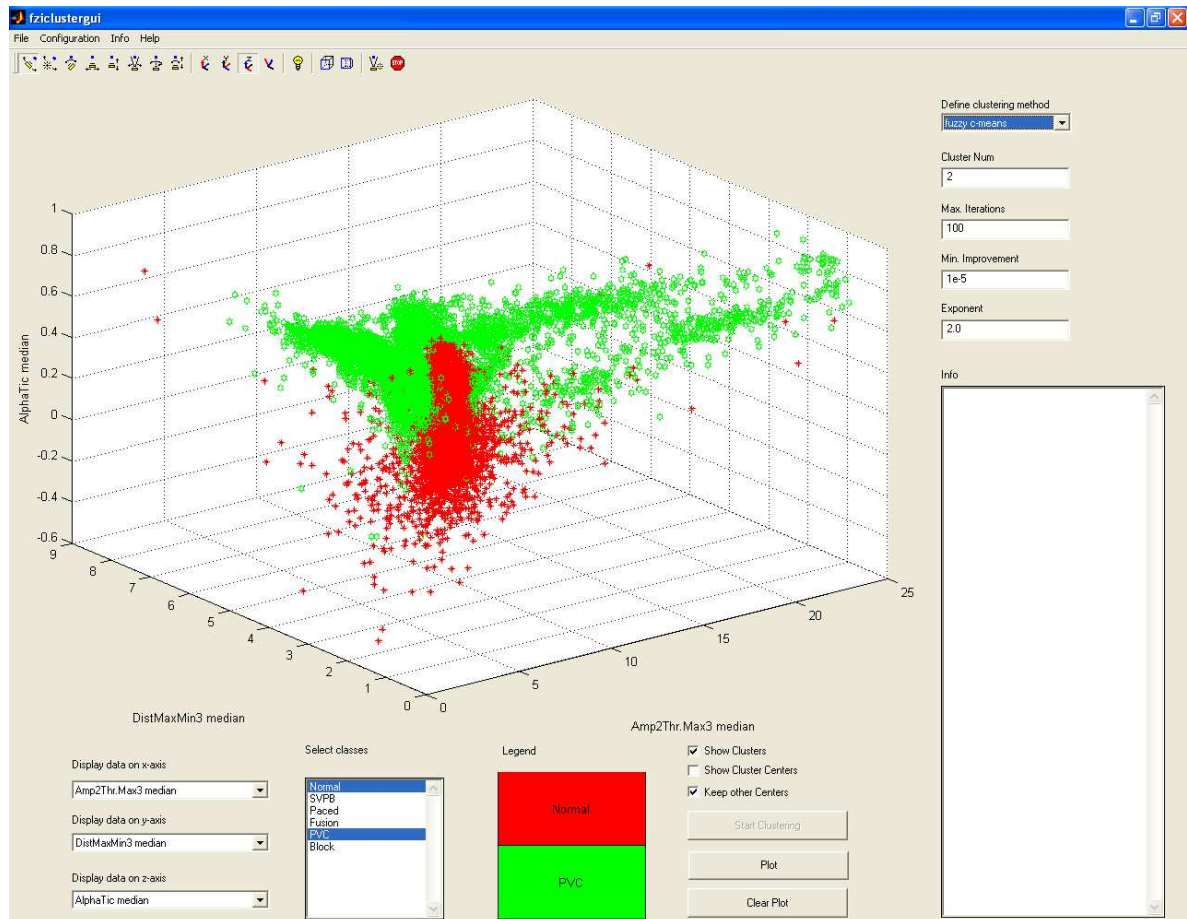 fziclustergui
File Configuration Info Help
STOP
Define clustering method
fuzzy c-means
Cluster Num
2
Max. Iterations
100
Min. Improvement
1e-5
Exponent
2.0
Info
AlphaTic median
1
0.8
0.6
0.4
0.2
0
-0.2
-0.4
-0.6
9
8
7
6
5
4
3
2
1
0
0
5
10
15
20
25
DistMaxMin3 median
Amp2Thr.Max3 median
Display data on x-axis
Amp2Thr.Max3 median
Display data on y-axis
DistMaxMin3 median
Display data on z-axis
AlphaTic median
Select classes
Normal
SVPB
Paced
Fusion
PVC
Block
Legend
Normal
PVC
Show Clusters
Show Cluster Centers
Keep other Centers
Start Clustering
Plot
Clear Plot